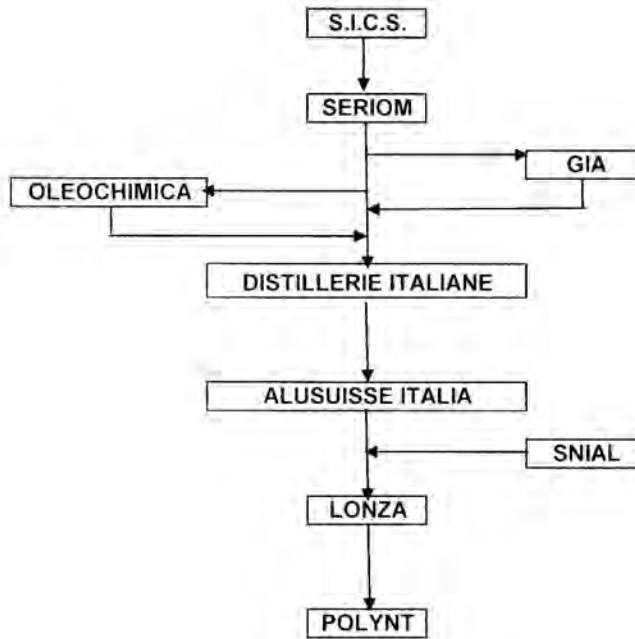 S.I.C.S.
SERIOM
GIA
OLEOCHIMICA
DISTILLERIE ITALIANE
ALUSUISSE ITALIA
SNIAL
LONZA
POLYNT